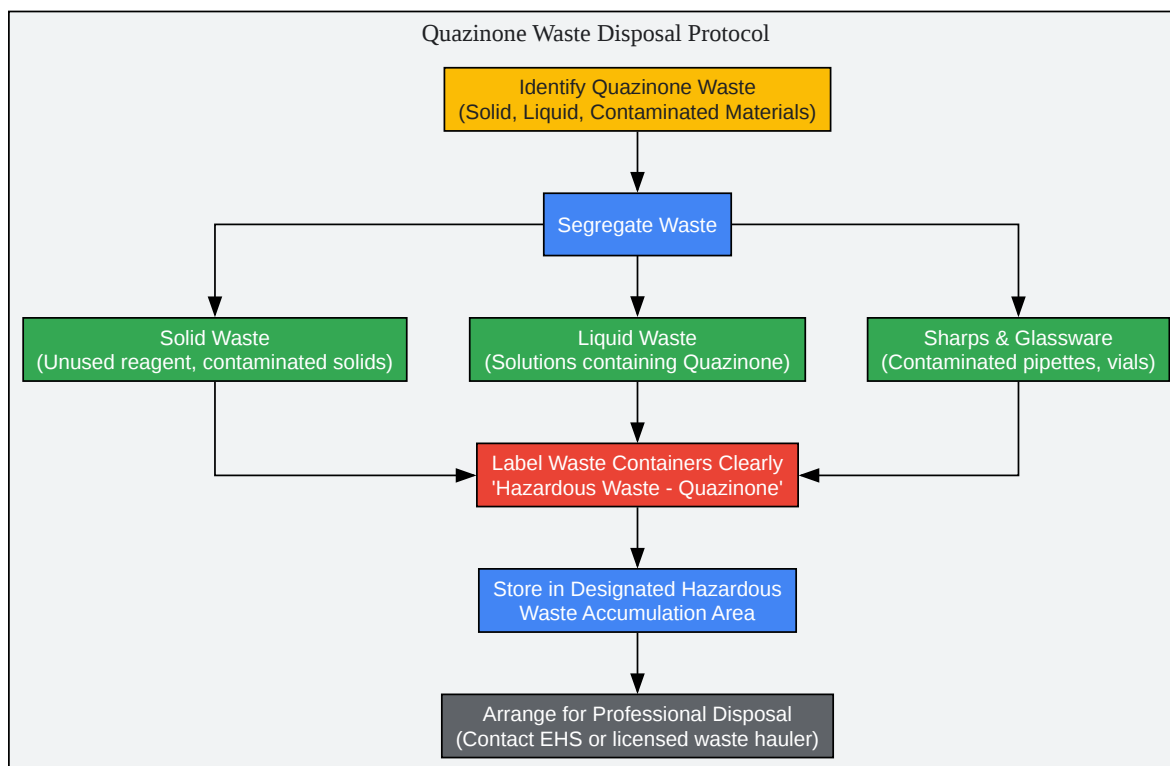 Quazinone Waste Disposal Protocol
Identify Quazinone Waste
(Solid, Liquid, Contaminated Materials)
Segregate Waste
Solid Waste
(Unused reagent, contaminated solids)
Liquid Waste
(Solutions containing Quazinone)
Sharps & Glassware
(Contaminated pipettes, vials)
Label Waste Containers Clearly
'Hazardous Waste - Quazinone'
Store in Designated Hazardous
Waste Accumulation Area
Arrange for Professional Disposal
(Contact EHS or licensed waste hauler)